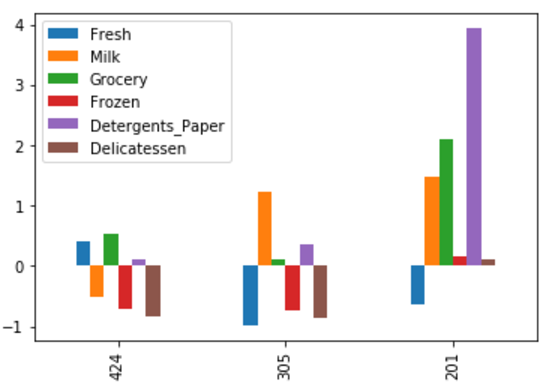 4
3
2
1
0
−1
Fresh
Milk
Grocery
Frozen
Detergents_Paper
Delicatessen
424
305
201